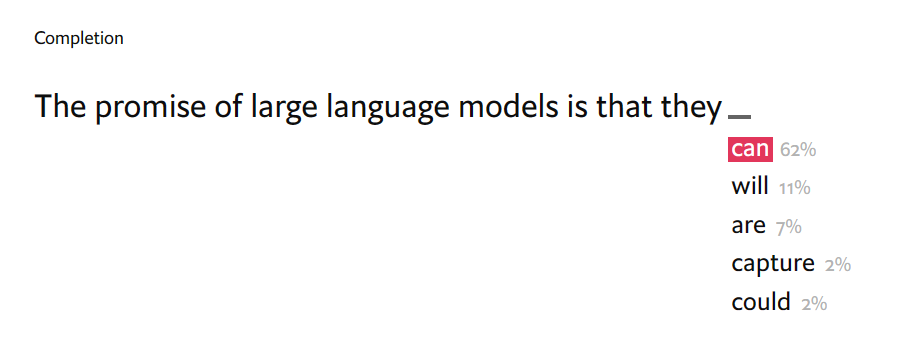 Completion
The promise of large language models is that they _
can 62%
will 11%
are 7%
capture 2%
could 2%